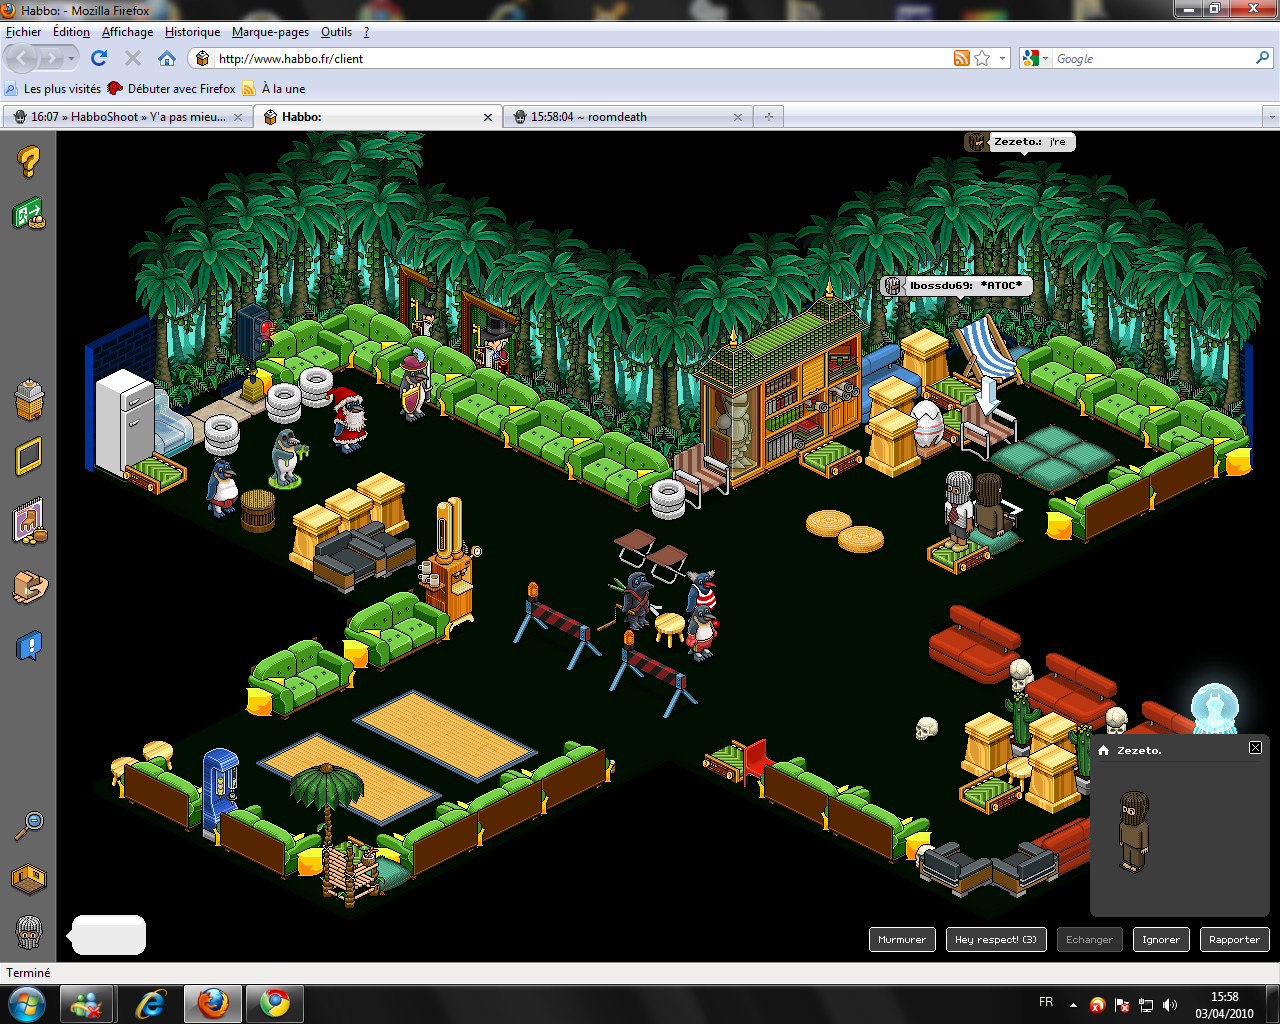 Habbo: - Mozilla Firefox
Fichier Édition Affichage Historique Marque-pages Outils ?
http://www.habbo.fr/client
Google
Les plus visités Débuter avec Firefox À la une
16:07 » HabboShoot » Y'a pas mieu...
Habbo:
15:58:04 ~ roomdeath
Zezeto.: j're
lbossdu69: *ATOC*
Zezeto.
Murmurer
Hey respect! (3)
Echanger
Ignorer
Rapporter
Terminé
FR
15:58
03/04/2010